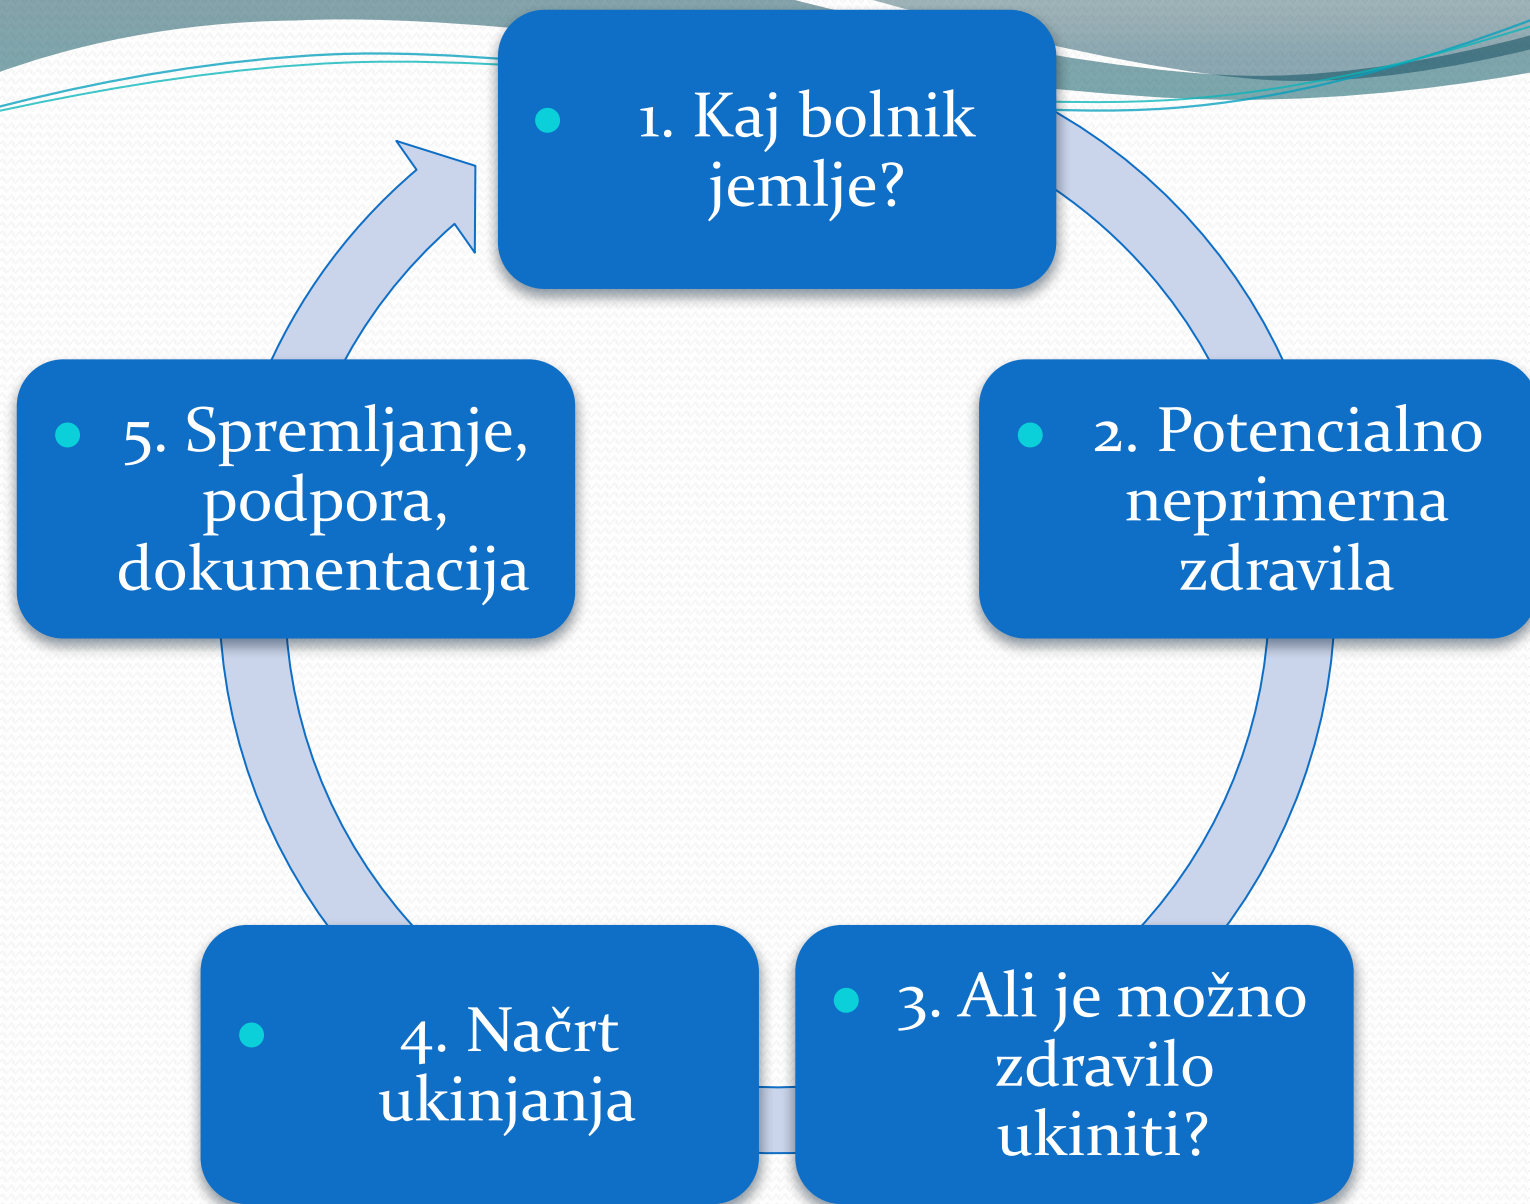 1. Kaj bolnik
jemlje?
2. Potencialno
neprimerna
zdravila
3. Ali je možno
zdravilo
ukiniti?
4. Načrt
ukinjanja
5. Spremljanje,
podpora,
dokumentacija